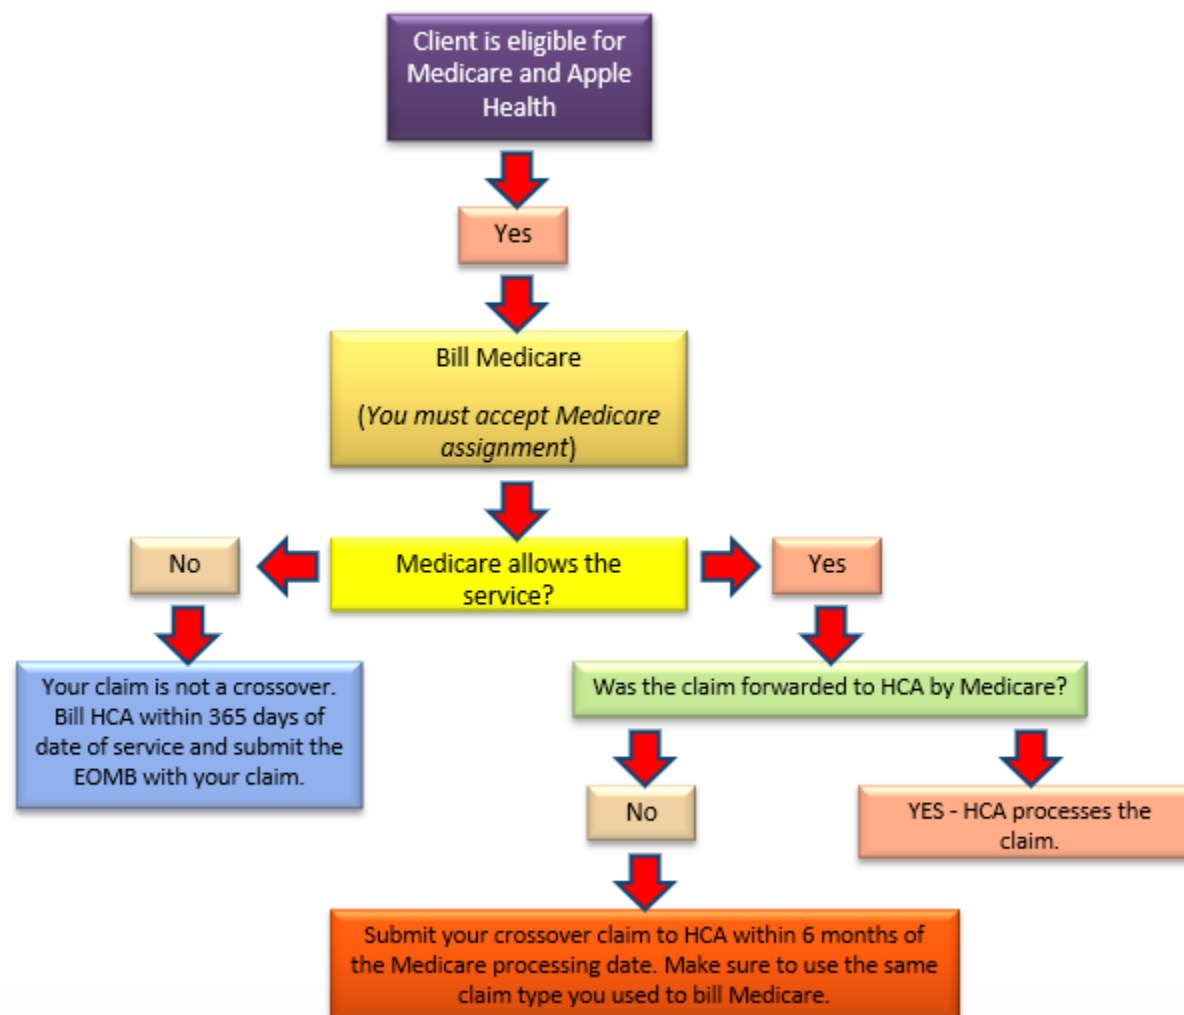 Client is eligible for
Medicare and Apple
Health
Yes
Bill Medicare
(You must accept Medicare
assignment)
Medicare allows the
service?
No
Yes
Your claim is not a crossover.
Bill HCA within 365 days of
date of service and submit the
EOMB with your claim.
Was the claim forwarded to HCA by Medicare?
No
YES - HCA processes the
claim.
Submit your crossover claim to HCA within 6 months of
the Medicare processing date. Make sure to use the same
claim type you used to bill Medicare.